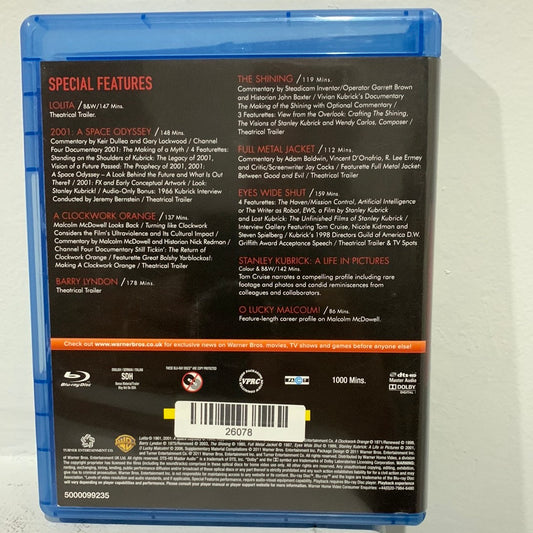 SPECIAL FEATURES
LOLITA / B&W/147 Mins.
Theatrical Trailer.
2001: A SPACE ODYSSEY / 148 Mins.
Commentary by Keir Dullea and Gary Lockwood / Channel
Four Documentary 2001: The Making of a Myth / 4 Featurettes:
Standing on the Shoulders of Kubrick: The Legacy of 2001,
Vision of a Future Passed: The Prophecy of 2001, 2001:
A Space Odyssey – A Look Behind the Future and What Is Out
There? / 2001: FX and Early Conceptual Artwork / Look:
Stanley Kubrick! / Audio-Only Bonus: 1966 Kubrick Interview
Conducted by Jeremy Bernstein / Theatrical Trailer
A CLOCKWORK ORANGE / 137 Mins.
Malcolm McDowell Looks Back / Turning like Clockwork
Considers the Film's Ultraviolence and Its Cultural Impact /
Commentary by Malcolm McDowell and Historian Nick Redman /
Channel Four Documentary Still Tickin': The Return of
Clockwork Orange / Featurette Great Bolshy Yarblockos!:
Making A Clockwork Orange / Theatrical Trailer
BARRY LYNDON / 178 Mins.
Theatrical Trailer
THE SHINING / 119 Mins.
Commentary by Steadicam Inventor/Operator Garrett Brown
and Historian John Baxter / Vivian Kubrick's Documentary
The Making of the Shining with Optional Commentary /
3 Featurettes: View from the Overlook: Crafting The Shining,
The Visions of Stanley Kubrick and Wendy Carlos, Composer /
Theatrical Trailer
FULL METAL JACKET / 112 Mins.
Commentary by Adam Baldwin, Vincent D'Onofrio, R. Lee Ermey
and Critic/Screenwriter Jay Cocks / Featurette Full Metal Jacket:
Between Good and Evil / Theatrical Trailer
EYES WIDE SHUT / 159 Mins.
4 Featurettes: The Haven/Mission Control, Artificial Intelligence
or The Writer as Robot, EWS, a Film by Stanley Kubrick
and Lost Kubrick: The Unfinished Films of Stanley Kubrick /
Interview Gallery Featuring Tom Cruise, Nicole Kidman and
Steven Spielberg / Kubrick's 1998 Directors Guild of America D.W.
Griffith Award Acceptance Speech / Theatrical Trailer & TV Spots
STANLEY KUBRICK: A LIFE IN PICTURES
Colour & B&W/142 Mins.
Tom Cruise narrates a compelling profile including rare
footage and photos and candid reminiscences from
colleagues and collaborators.
O LUCKY MALCOLM! / 86 Mins.
Feature-length career profile on Malcolm McDowell.
Check out www.warnerbros.co.uk for exclusive news on Warner Bros. movies, TV shows and games before anyone else!
Blu-ray Disc
SDH
VPRC
1000 Mins.
dts-HD
Master Audio
DOLBY
DIGITAL
26078
TURNER ENTERTAINMENT CO.
5000099235